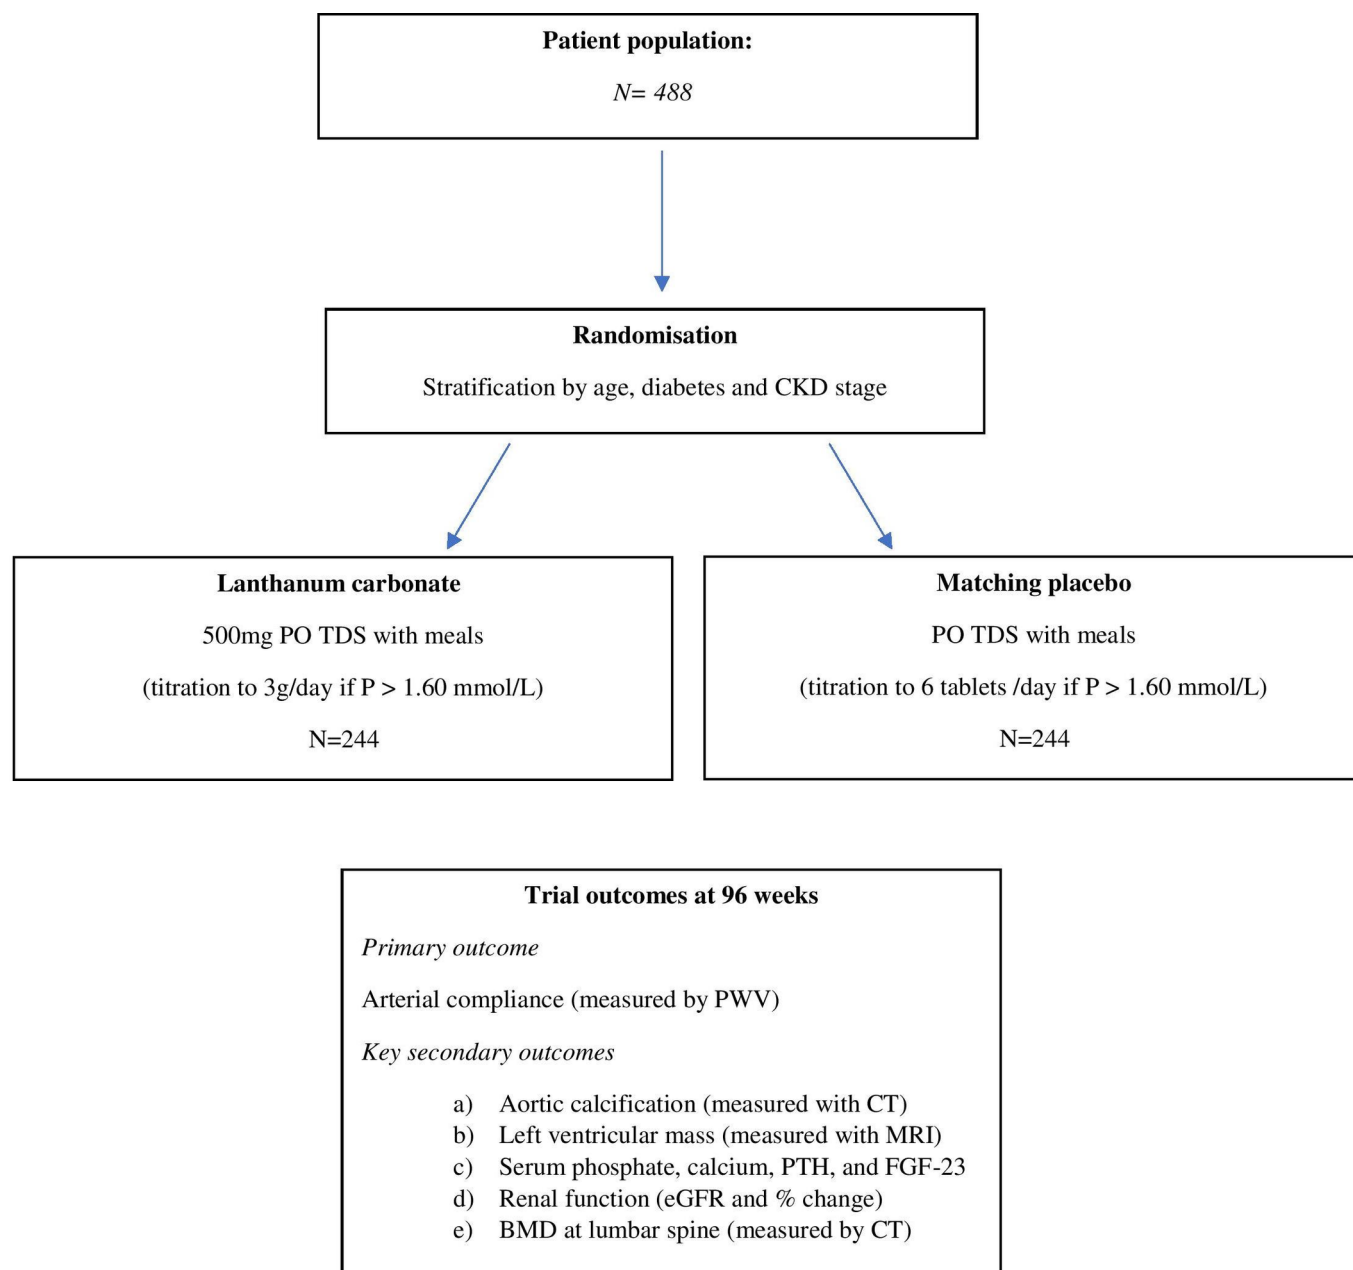 Patient population:
N= 488
Randomisation
Stratification by age, diabetes and CKD stage
Lanthanum carbonate
500mg PO TDS with meals
(titration to 3g/day if P > 1.60 mmol/L)
N=244
Matching placebo
PO TDS with meals
(titration to 6 tablets /day if P > 1.60 mmol/L)
N=244
Trial outcomes at 96 weeks
Primary outcome
Arterial compliance (measured by PWV)
Key secondary outcomes
a) Aortic calcification (measured with CT)
b) Left ventricular mass (measured with MRI)
c) Serum phosphate, calcium, PTH, and FGF-23
d) Renal function (eGFR and % change)
e) BMD at lumbar spine (measured by CT)